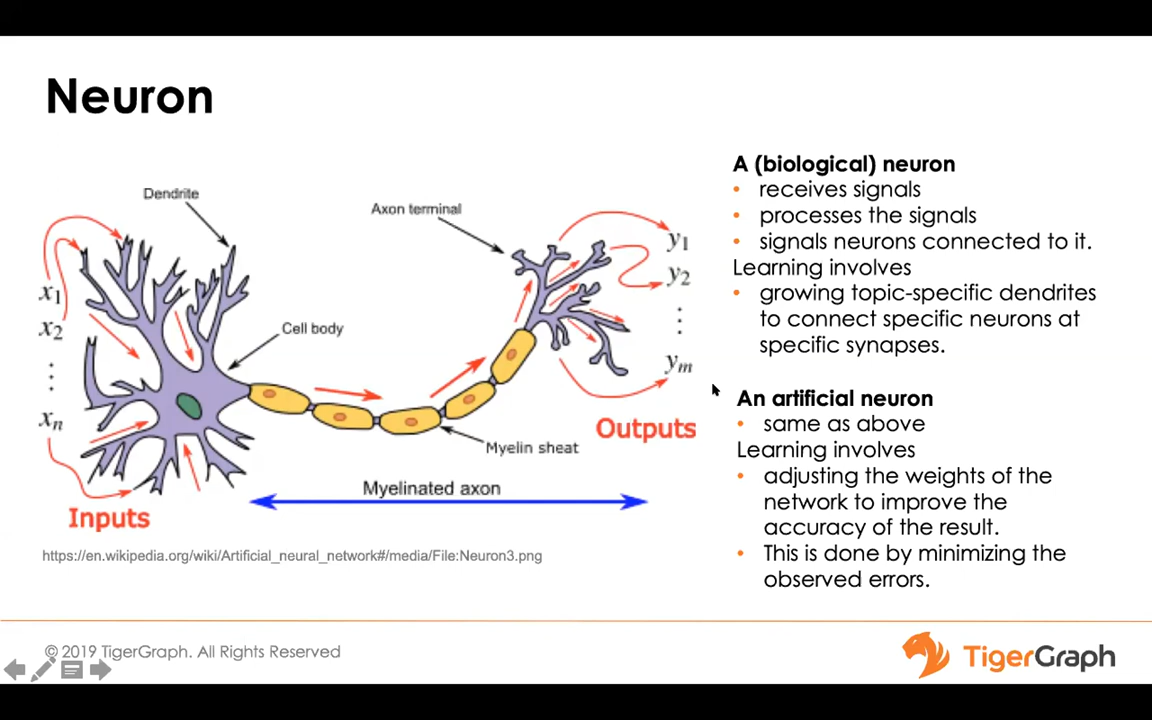 Neuron
Dendrite
Axon terminal
x1
x2
⋮
xn
Cell body
y1
y2
⋮
ym
Myelin sheat
Outputs
Myelinated axon
Inputs
https://en.wikipedia.org/wiki/Artificial_neural_network#/media/File:Neuron3.png
A (biological) neuron
• receives signals
• processes the signals
• signals neurons connected to it.
Learning involves
• growing topic-specific dendrites
to connect specific neurons at
specific synapses.
An artificial neuron
• same as above
Learning involves
• adjusting the weights of the
network to improve the
accuracy of the result.
• This is done by minimizing the
observed errors.
© 2019 TigerGraph. All Rights Reserved
TigerGraph